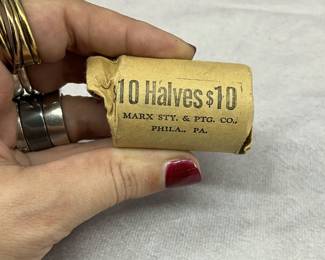 10 Halves $10
MARX STY. & PTG. CO.,
PHILA., PA.